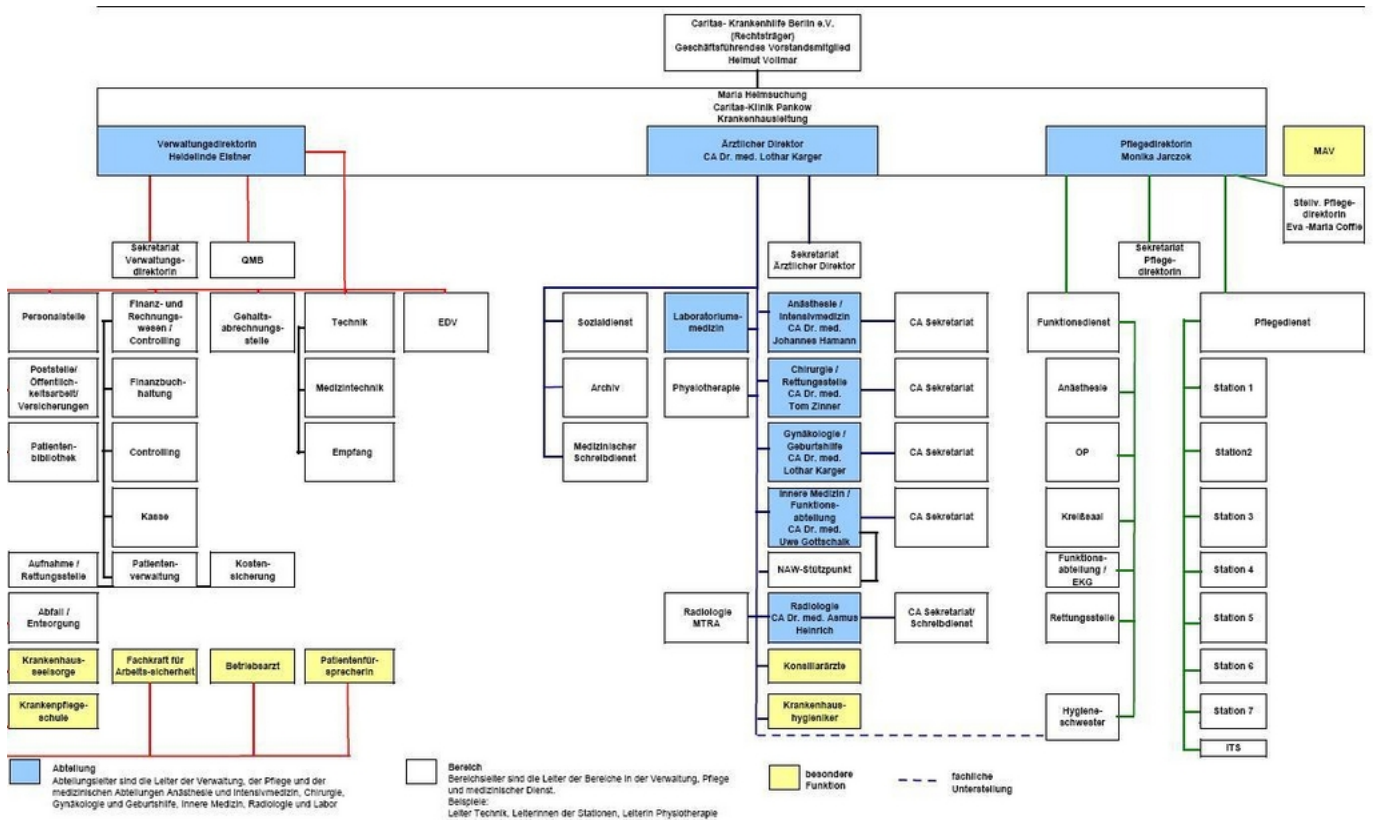 Caritas- Krankenhilfe Berlin e.V.
(Rechtsträger)
Geschäftsführendes Vorstandsmitglied
Helmut Vollmar
Maria Heimsuchung
Caritas-Klinik Pankow
Krankenhausleitung
Verwaltungsdirektorin
Heidelinde Elstner
Ärztlicher Direktor
CA Dr. med. Lothar Karger
Pflegedirektorin
Monika Jarczok
MAV
Stellv. Pflege-
direktorin
Eva -Maria Coffie
Sekretariat
Verwaltungs-
direktorin
QMB
Sekretariat
Ärztlicher Direktor
Sekretariat
Pflege-
direktorin
Personalstelle
Finanz- und
Rechnungs-
wesen /
Controlling
Gehalts-
abrechnungs-
stelle
Technik
EDV
Sozialdienst
Laboratoriums-
medizin
Anästhesie /
Intensivmedizin
CA Dr. med.
Johannes Hamann
CA Sekretariat
Funktionsdienst
Pflegedienst
Poststelle/
Öffentlich-
keitsarbeit/
Versicherungen
Finanzbuch-
haltung
Medizintechnik
Archiv
Physiotherapie
Chirurgie /
Rettungsstelle
CA Dr. med.
Tom Zinner
CA Sekretariat
Anästhesie
Station 1
Patienten-
bibliothek
Controlling
Empfang
Medizinischer
Schreibdienst
Gynäkologie /
Geburtshilfe
CA Dr. med.
Lothar Karger
CA Sekretariat
OP
Station2
Kasse
Innere Medizin /
Funktions-
abteilung
CA Dr. med.
Uwe Gottschalk
CA Sekretariat
Kreißsaal
Station 3
Aufnahme /
Rettungsstelle
Patienten-
verwaltung
Kosten-
sicherung
NAW-Stützpunkt
Funktions-
abteilung /
EKG
Station 4
Abfall /
Entsorgung
Radiologie
MTRA
Radiologie
CA Dr. med. Asmus
Heinrich
CA Sekretariat/
Schreibdienst
Rettungsstelle
Station 5
Krankenhaus-
seelsorge
Fachkraft für
Arbeits-sicherheit
Betriebsarzt
Patientenfür-
sprecherin
Konsiliarärzte
Station 6
Krankenpflege-
schule
Krankenhaus-
hygieniker
Hygiene-
schwester
Station 7
ITS
Abteilung
Abteilungsleiter sind die Leiter der Verwaltung, der Pflege und der
medizinischen Abteilungen Anästhesie und Intensivmedizin, Chirurgie,
Gynäkologie und Geburtshilfe, Innere Medizin, Radiologie und Labor
Bereich
Bereichsleiter sind die Leiter der Bereiche in der Verwaltung, Pflege
und medizinischer Dienst.
Beispiele:
Leiter Technik, Leiterinnen der Stationen, Leiterin Physiotherapie
besondere
Funktion
fachliche
Unterstellung